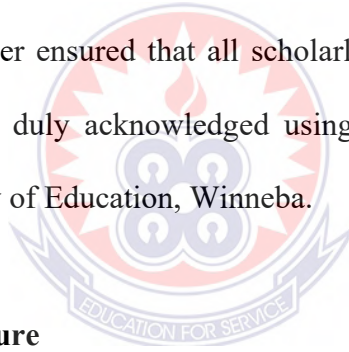 er ensured that all scholarl
duly acknowledged using
y of Education, Winneba.
EDUCATION FOR SERVICE
ure